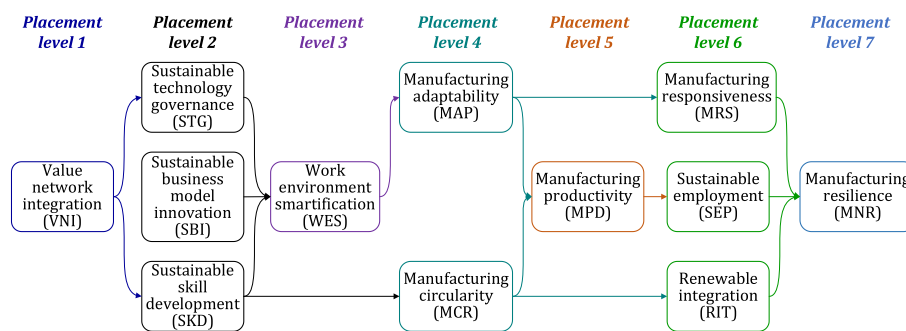 Placement
level 1
Placement
level 2
Placement
level 3
Placement
level 4
Placement
level 5
Placement
level 6
Placement
level 7
Value
network
integration
(VNI)
Sustainable
technology
governance
(STG)
Sustainable
business
model
innovation
(SBI)
Sustainable
skill
development
(SKD)
Work
environment
smartification
(WES)
Manufacturing
adaptability
(MAP)
Manufacturing
circularity
(MCR)
Manufacturing
productivity
(MPD)
Manufacturing
responsiveness
(MRS)
Sustainable
employment
(SEP)
Renewable
integration
(RIT)
Manufacturing
resilience
(MNR)